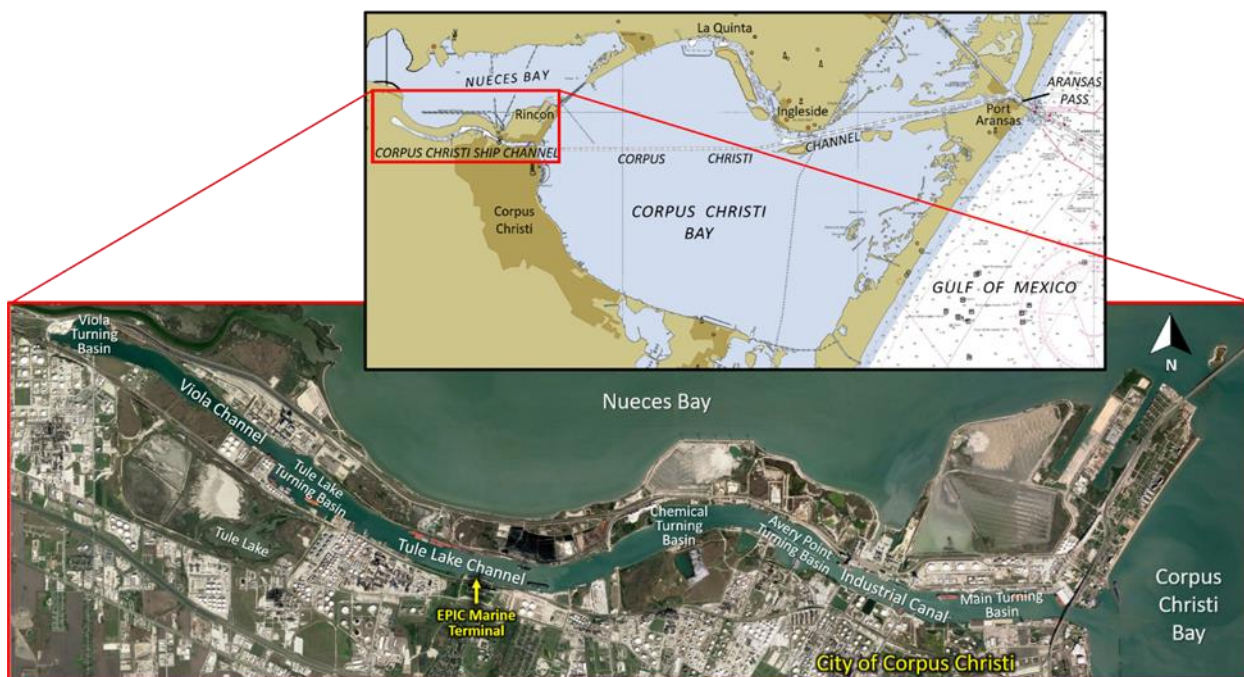 La Quinta
NUECES BAY
Rincon
Ingleside
ARANSAS
PASS
Port
Aransas
CORPUS CHRISTI SHIP CHANNEL
CORPUS CHRISTI CHANNEL
Corpus
Christi
CORPUS CHRISTI
BAY
GULF OF MEXICO
Viola
Turning
Basin
N
Nueces Bay
Viola Channel
Tule Lake
Turning Basin
Tule Lake
Tule Lake Channel
Chemical
Turning
Basin
Avery Point
Turning Basin
Industrial Canal
Main Turning
Basin
Corpus
Christi
Bay
EPIC Marine
Terminal
City of Corpus Christi